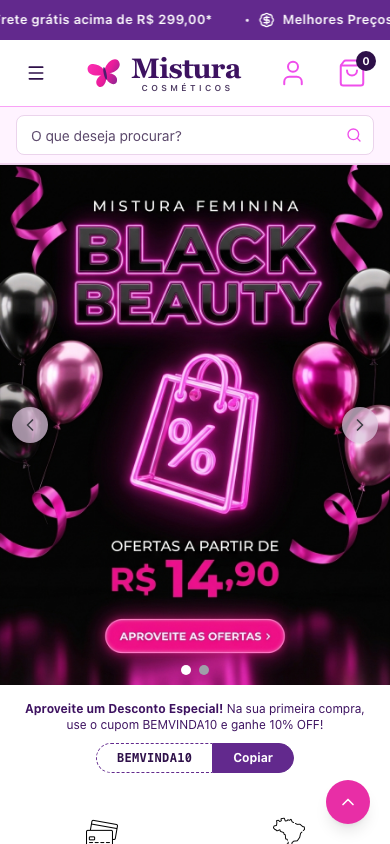 rete grátis acima de R$ 299,00* • Melhores Preços
Mistura
COSMÉTICOS
0
O que deseja procurar?
MISTURA FEMININA
BLACK
BEAUTY
%
OFERTAS A PARTIR DE
R$ 14,90
APROVEITE AS OFERTAS ›
Aproveite um Desconto Especial! Na sua primeira compra,
use o cupom BEMVINDA10 e ganhe 10% OFF!
BEMVINDA10 Copiar